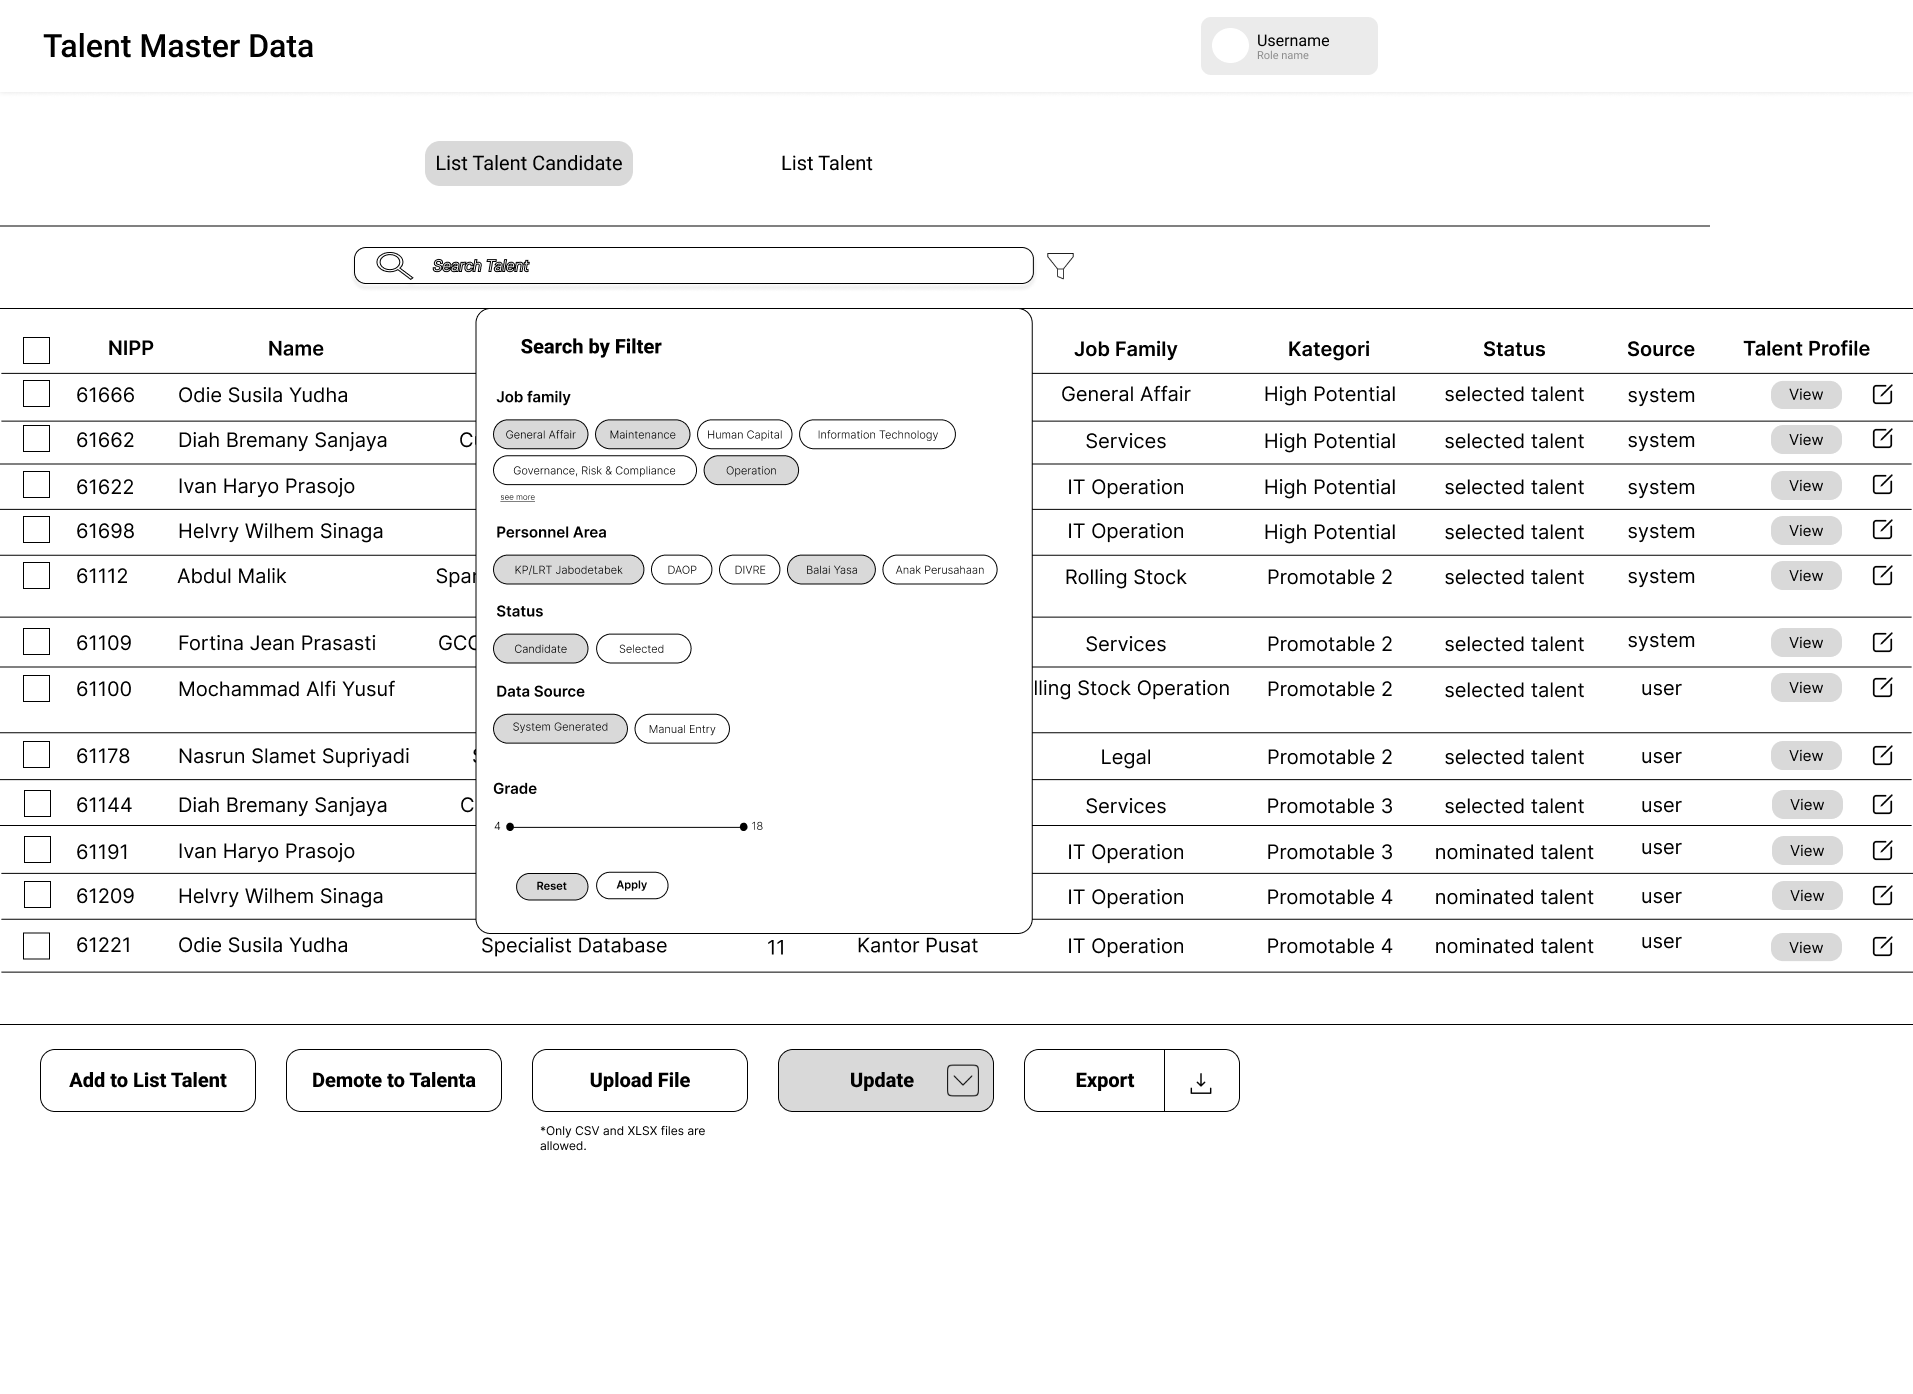 Talent Master Data
Username
Role name
List Talent Candidate
List Talent
Search Talent
NIPP Name Job Family Kategori Status Source Talent Profile
61666 Odie Susila Yudha General Affair High Potential selected talent system View
61662 Diah Bremany Sanjaya Services High Potential selected talent system View
61622 Ivan Haryo Prasojo IT Operation High Potential selected talent system View
61698 Helvry Wilhem Sinaga IT Operation High Potential selected talent system View
61112 Abdul Malik Rolling Stock Promotable 2 selected talent system View
61109 Fortina Jean Prasasti Services Promotable 2 selected talent system View
61100 Mochammad Alfi Yusuf Stock Operation Promotable 2 selected talent user View
61178 Nasrun Slamet Supriyadi Legal Promotable 2 selected talent user View
61144 Diah Bremany Sanjaya Services Promotable 3 selected talent user View
61191 Ivan Haryo Prasojo IT Operation Promotable 3 nominated talent user View
61209 Helvry Wilhem Sinaga IT Operation Promotable 4 nominated talent user View
61221 Odie Susila Yudha Specialist Database 11 Kantor Pusat IT Operation Promotable 4 nominated talent user View
Search by Filter
Job family
General Affair Maintenance Human Capital Information Technology
Governance, Risk & Compliance Operation
see more
Personnel Area
KP/LRT Jabodetabek DAOP DIVRE Balai Yasa Anak Perusahaan
Status
Candidate Selected
Data Source
System Generated Manual Entry
Grade
4 18
Reset Apply
Add to List Talent
Demote to Talenta
Upload File
Update
Export
*Only CSV and XLSX files are
allowed.